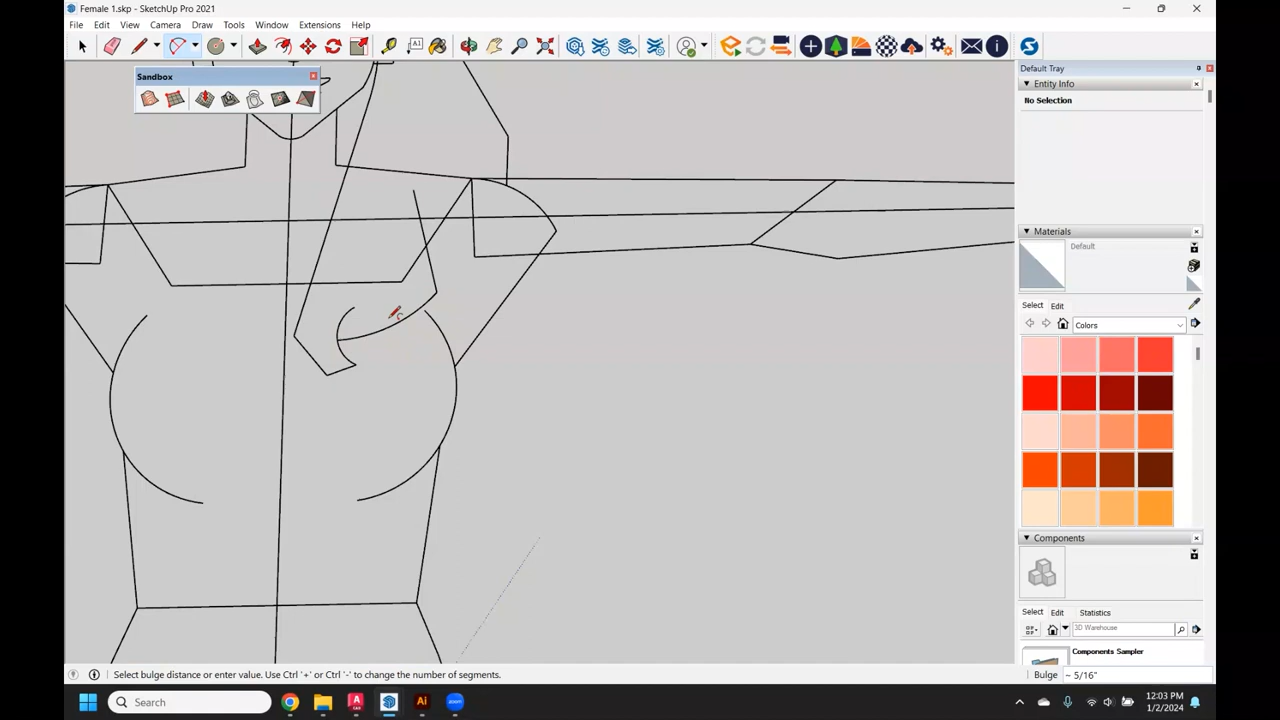 Female 1.skp - SketchUp Pro 2021
File Edit View Camera Draw Tools Window Extensions Help
Sandbox
Default Tray
Entity Info
No Selection
Materials
Default
Select Edit
Colors
Components
Select Edit Statistics
3D Warehouse
Components Sampler
Select bulge distance or enter value. Use Ctrl '+' or Ctrl '-' to change the number of segments.
Bulge ~ 5/16"
Search
12:03 PM
1/2/2024